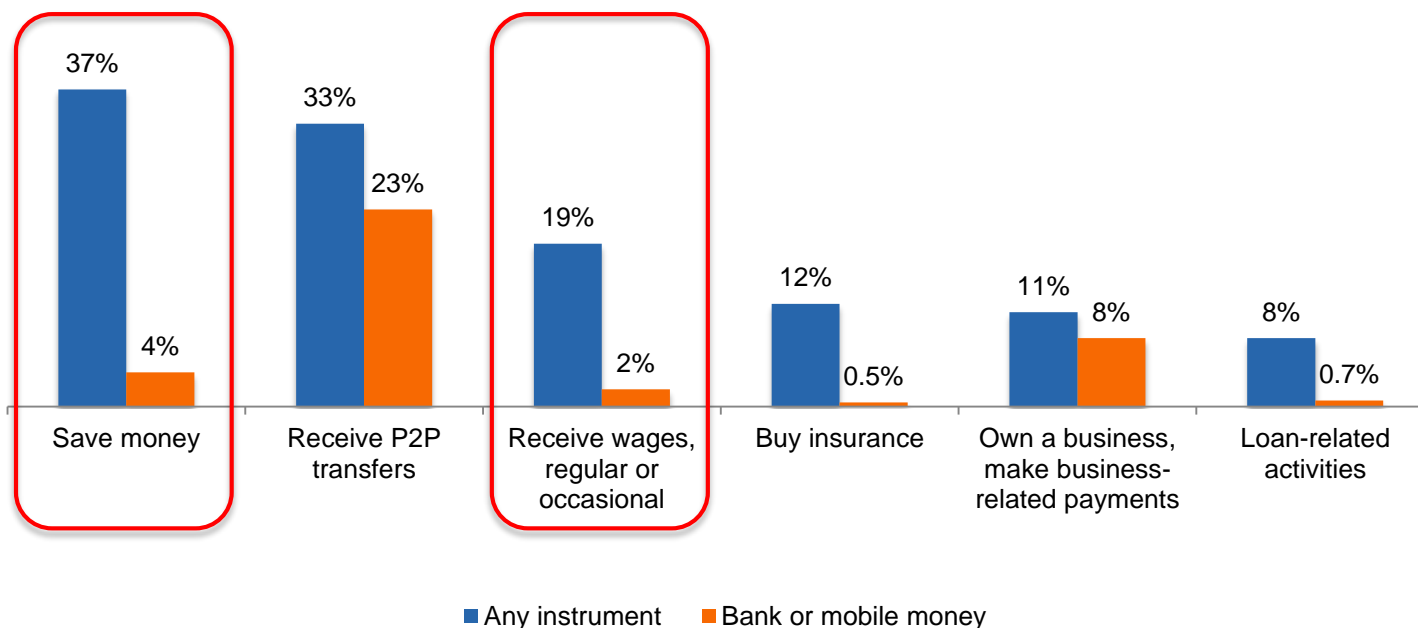 37%
4%
33%
23%
19%
2%
12%
0.5%
11%
8%
8%
0.7%
Save money
Receive P2P
transfers
Receive wages,
regular or
occasional
Buy insurance
Own a business,
make business-
related payments
Loan-related
activities
Any instrument
Bank or mobile money